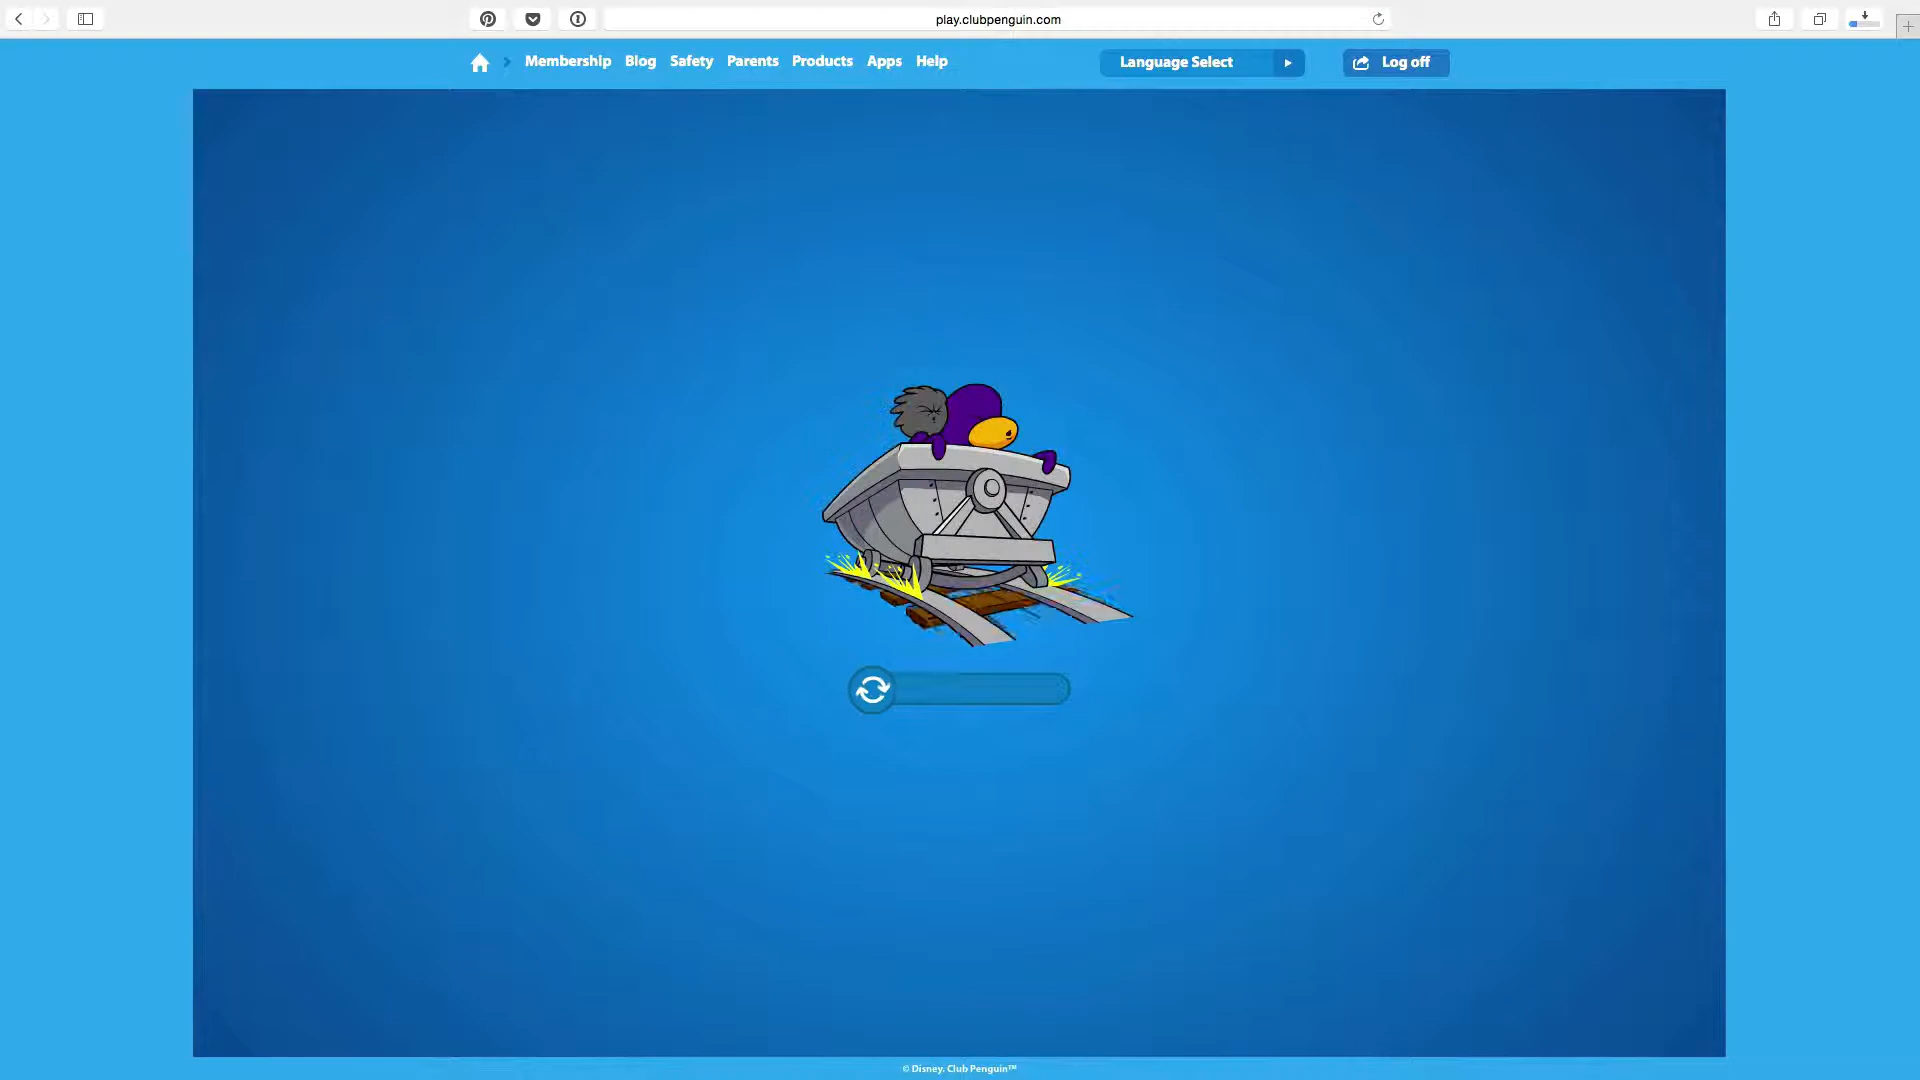 play.clubpenguin.com
Membership Blog Safety Parents Products Apps Help Language Select Log off
© Disney. Club Penguin™